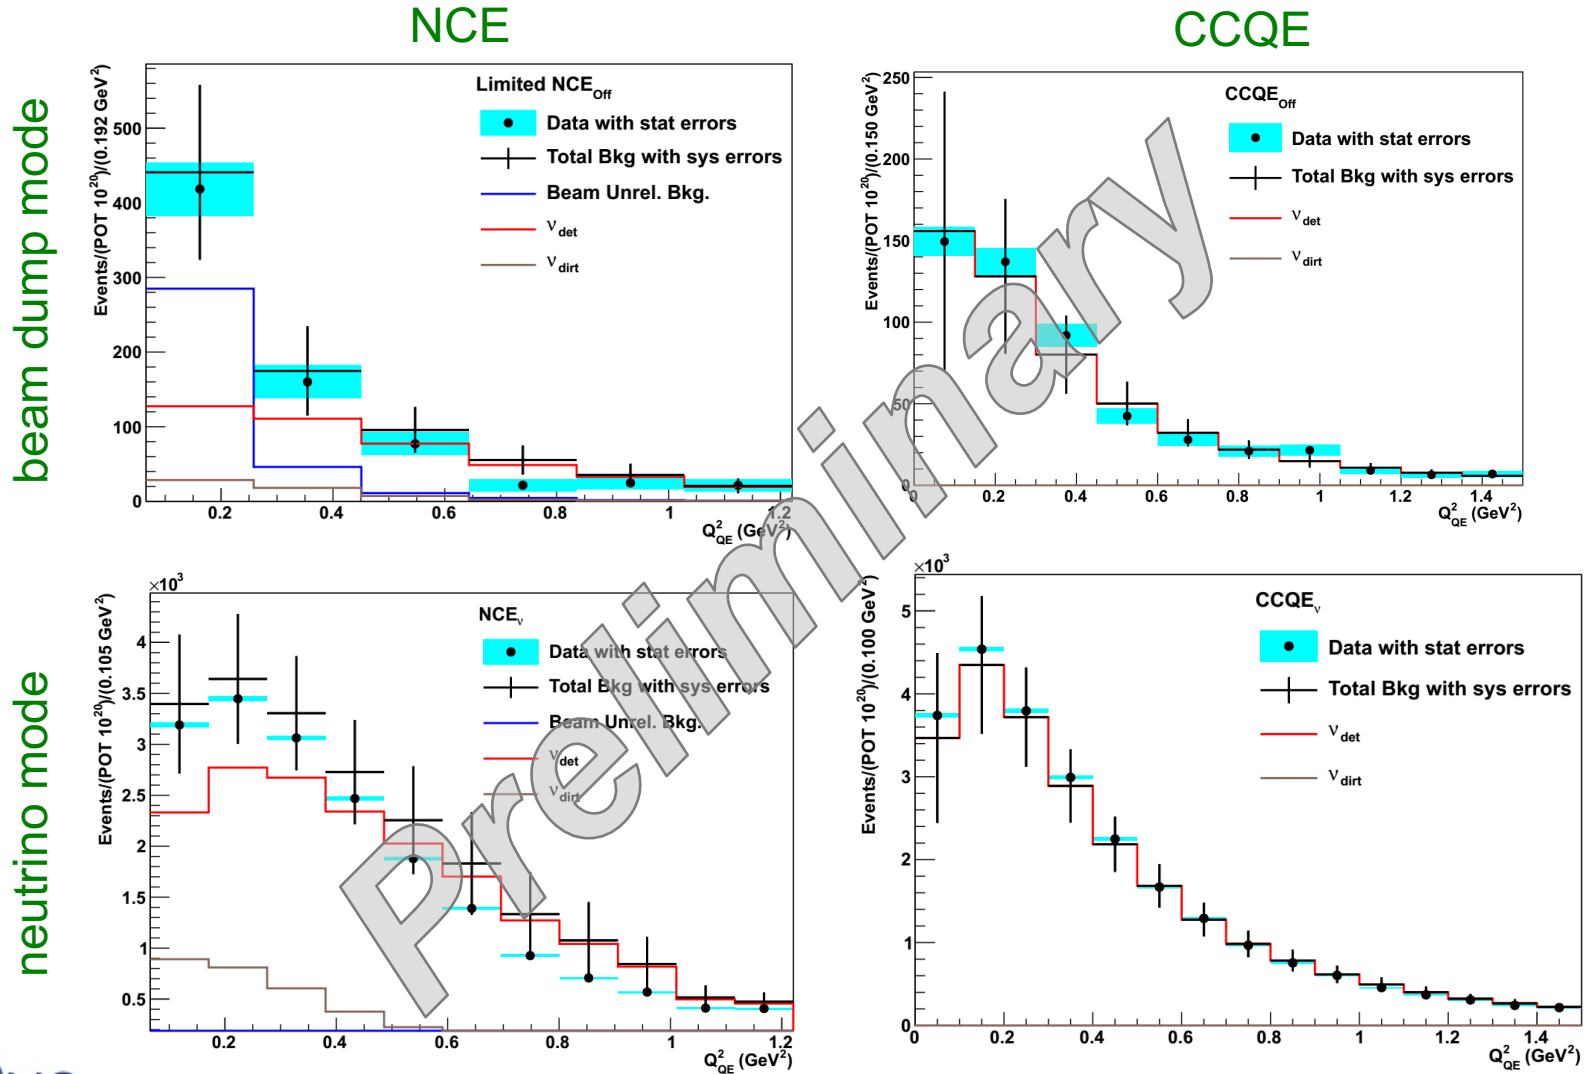 NCE
CCQE
beam dump mode
neutrino mode
Events/(POT 10^20)/(0.192 GeV^2)
500
400
300
200
100
0
0.2
0.4
0.6
0.8
1
1.2
Q^2_QE (GeV^2)
Limited NCE_Off
Data with stat errors
Total Bkg with sys errors
Beam Unrel. Bkg.
ν_det
ν_dirt
Events/(POT 10^20)/(0.150 GeV^2)
250
200
150
100
50
0
0.2
0.4
0.6
0.8
1
1.2
1.4
Q^2_QE (GeV^2)
CCQE_Off
Data with stat errors
Total Bkg with sys errors
ν_det
ν_dirt
×10^3
Events/(POT 10^20)/(0.105 GeV^2)
4
3.5
3
2.5
2
1.5
1
0.5
0.2
0.4
0.6
0.8
1
1.2
Q^2_QE (GeV^2)
NCE_ν
Data with stat errors
Total Bkg with sys errors
Beam Unrel. Bkg.
ν_det
ν_dirt
×10^3
Events/(POT 10^20)/(0.100 GeV^2)
5
4
3
2
1
0
0
0.2
0.4
0.6
0.8
1
1.2
1.4
Q^2_QE (GeV^2)
CCQE_ν
Data with stat errors
Total Bkg with sys errors
ν_det
ν_dirt
Preliminary